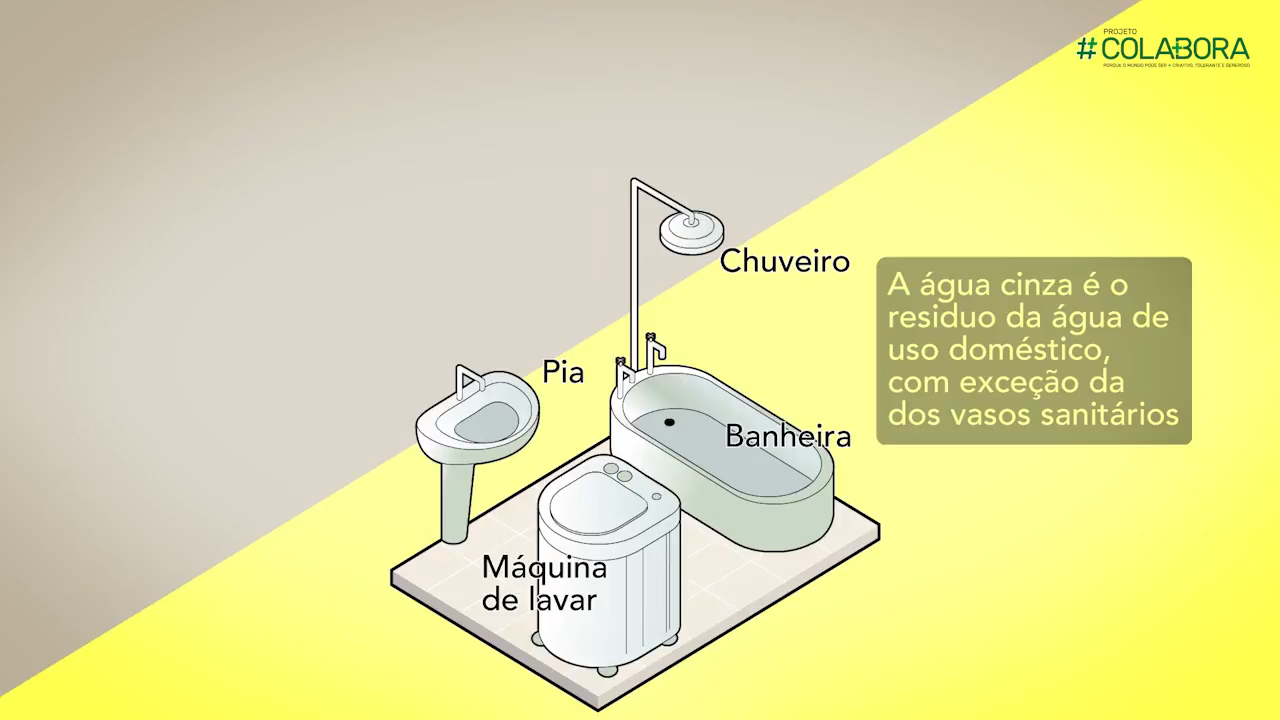 PROJETO
#COLABORA
PORQUE O MUNDO PODE SER + CRIATIVO, TOLERANTE E GENEROSO
Chuveiro
A água cinza é o
residuo da água de
uso doméstico,
com exceção da
dos vasos sanitários
Pia
Banheira
Máquina
de lavar